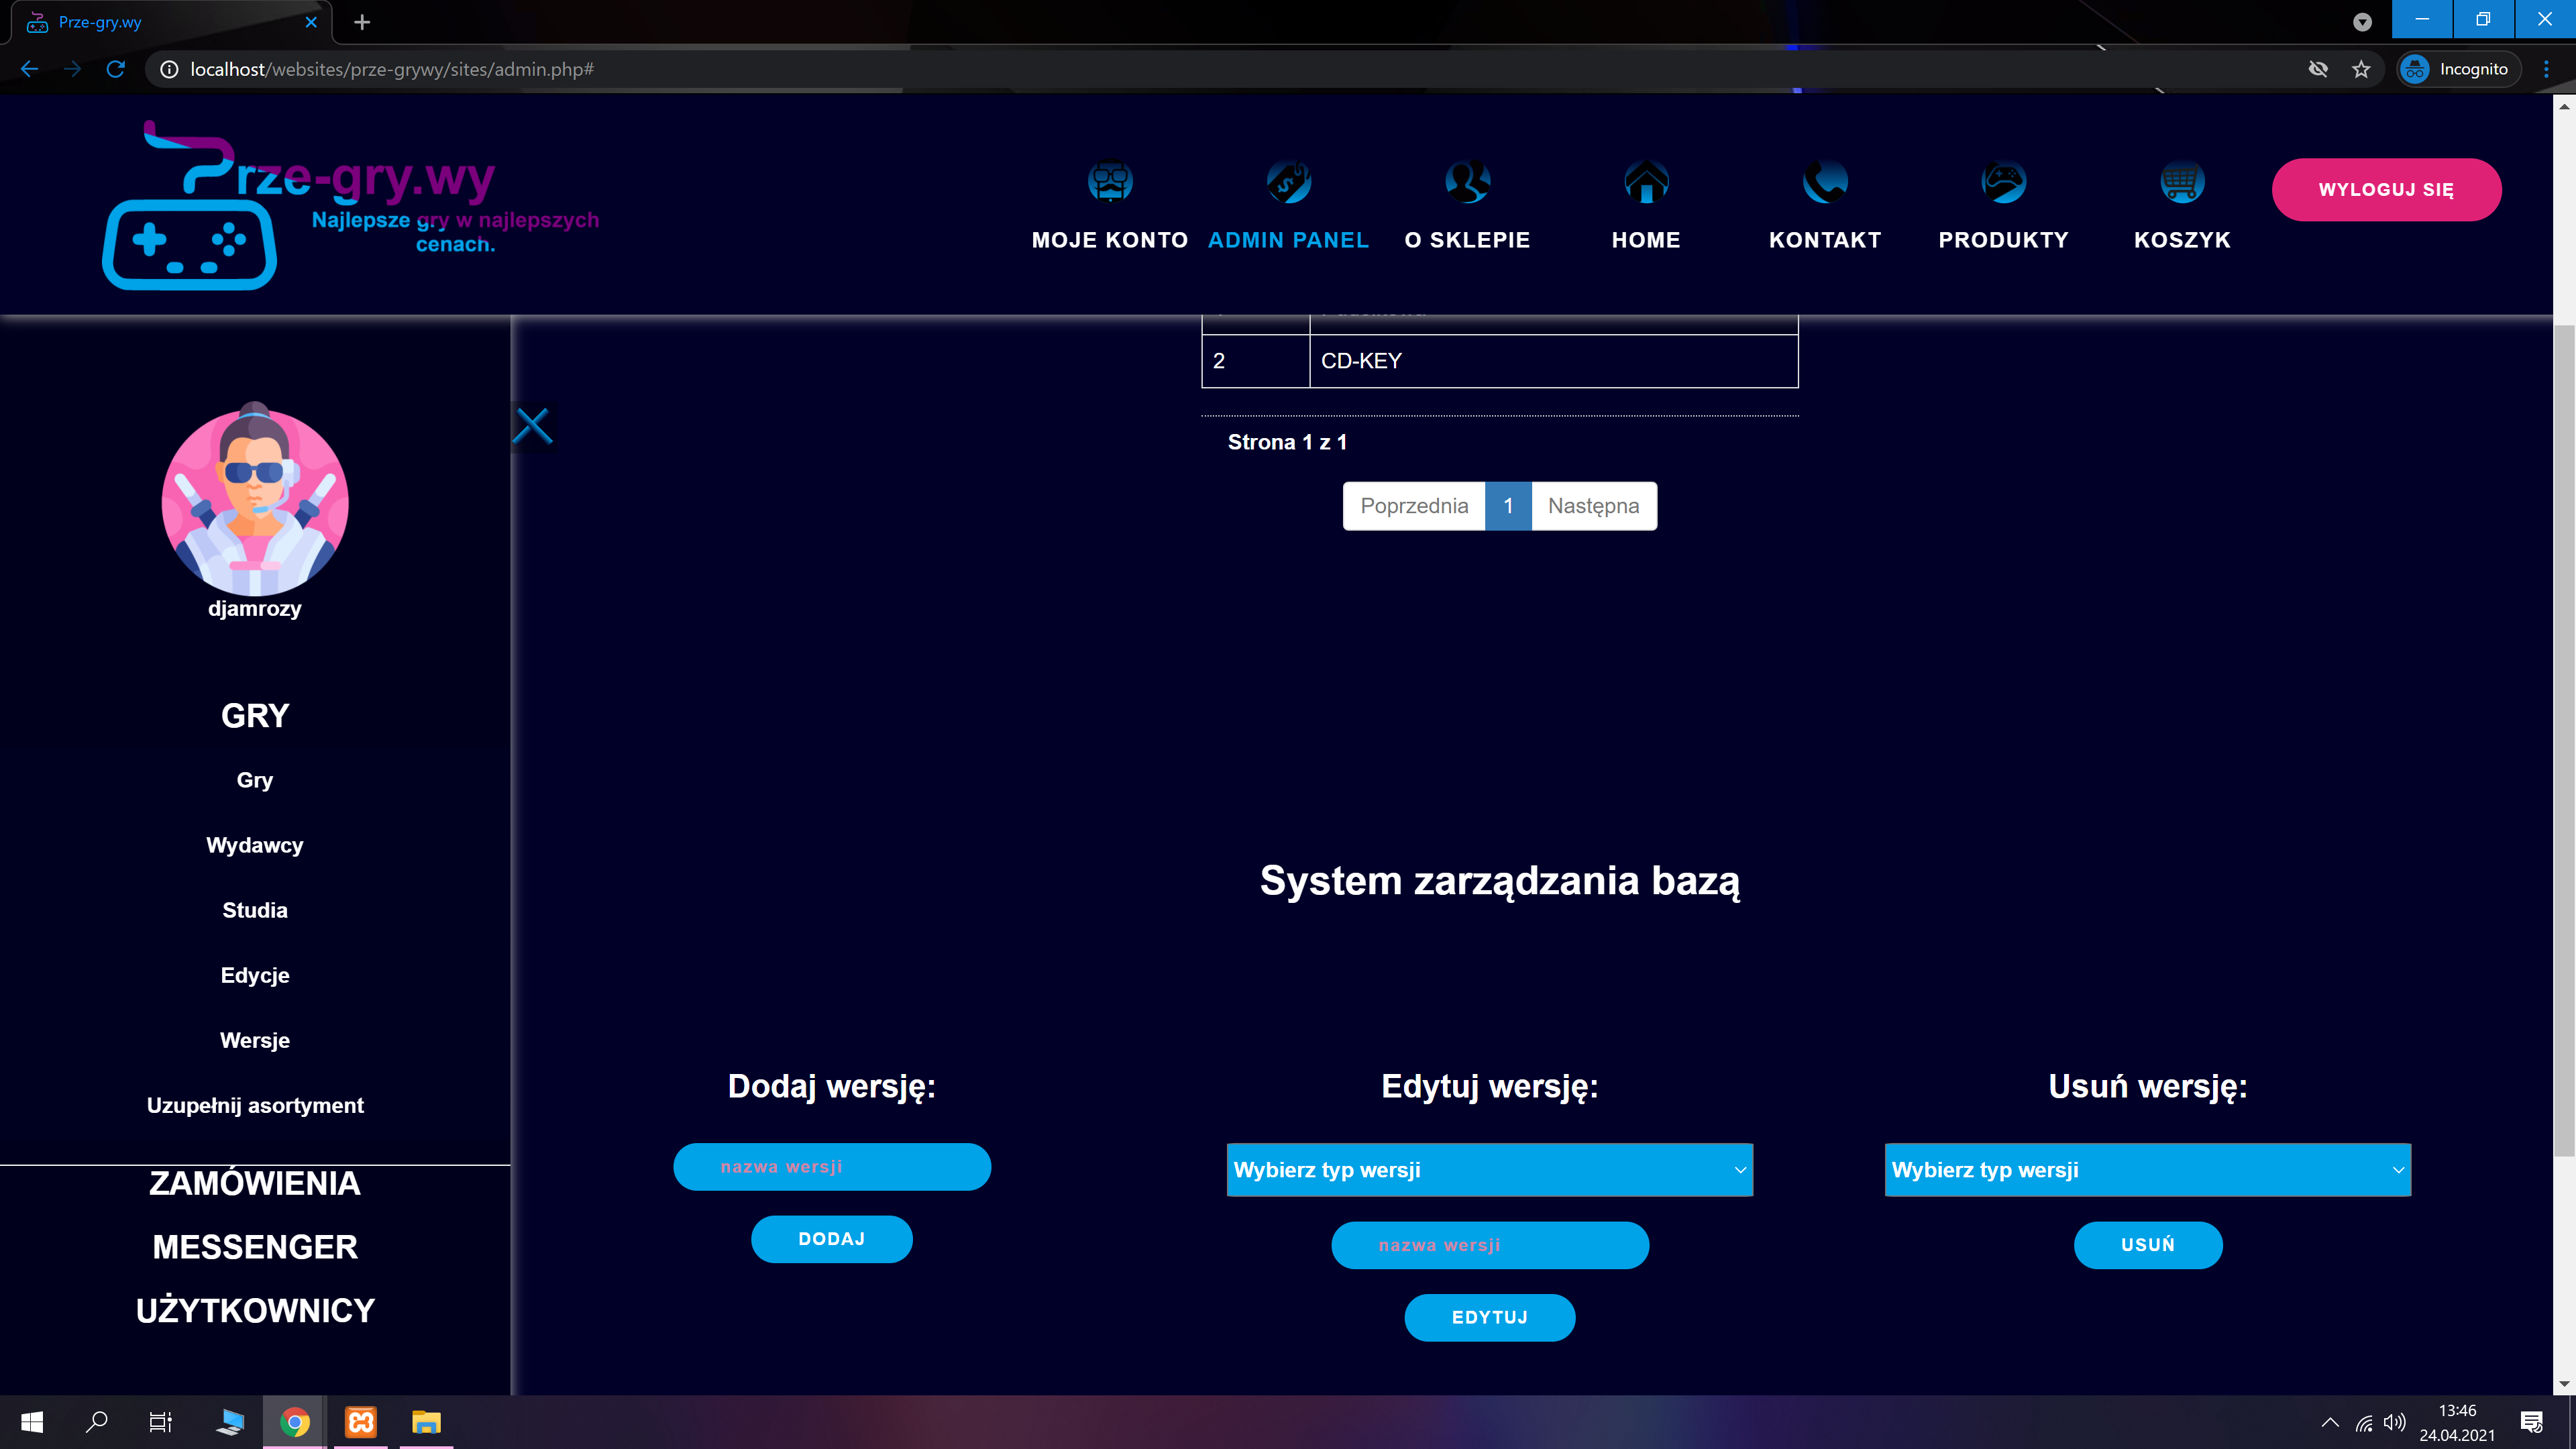 Prze-gry.wy
localhost/websites/prze-grywy/sites/admin.php#
Incognito
Prze-gry.wy
Najlepsze gry w najlepszych
cenach.
MOJE KONTO
ADMIN PANEL
O SKLEPIE
HOME
KONTAKT
PRODUKTY
KOSZYK
WYLOGUJ SIĘ
2 CD-KEY
Strona 1 z 1
Poprzednia 1 Następna
djamrozy
GRY
Gry
Wydawcy
Studia
Edycje
Wersje
Uzupełnij asortyment
ZAMÓWIENIA
MESSENGER
UŻYTKOWNICY
System zarządzania bazą
Dodaj wersję:
nazwa wersji
DODAJ
Edytuj wersję:
Wybierz typ wersji
nazwa wersji
EDYTUJ
Usuń wersję:
Wybierz typ wersji
USUŃ
13:46
24.04.2021